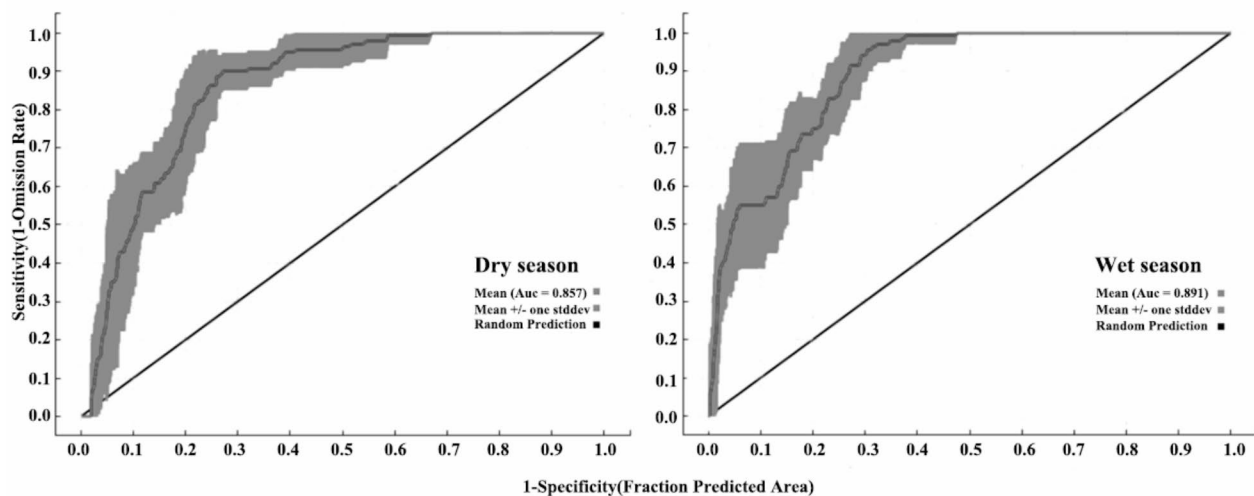 1.0
0.9
0.8
0.7
0.6
0.5
0.4
0.3
0.2
0.1
0.0
Sensitivity(1-Omission Rate)
Dry season
Mean (Auc = 0.857)
Mean +/- one stddev
Random Prediction
0.0 0.1 0.2 0.3 0.4 0.5 0.6 0.7 0.8 0.9 1.0
1.0
0.9
0.8
0.7
0.6
0.5
0.4
0.3
0.2
0.1
0.0
Wet season
Mean (Auc = 0.891)
Mean +/- one stddev
Random Prediction
0.0 0.1 0.2 0.3 0.4 0.5 0.6 0.7 0.8 0.9 1.0
1-Specificity(Fraction Predicted Area)